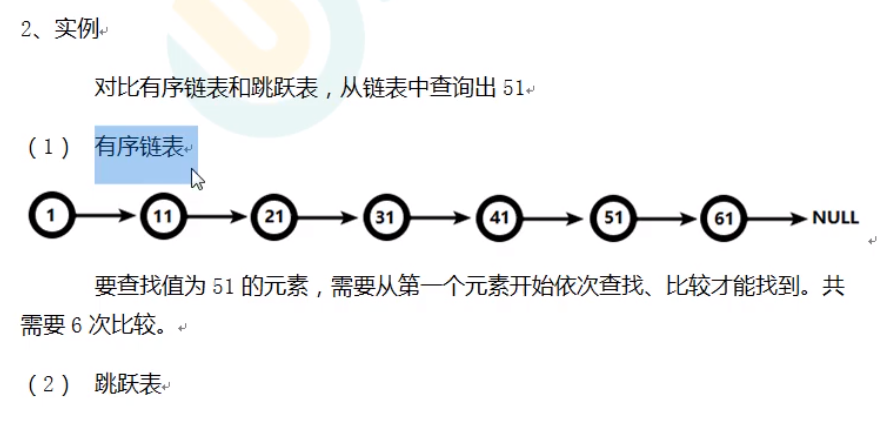 2、实例
对比有序链表和跳跃表，从链表中查询出 51
（1） 有序链表
1 11 21 31 41 51 61 NULL
要查找值为 51 的元素，需要从第一个元素开始依次查找、比较才能找到。共
需要 6 次比较。
（2） 跳跃表